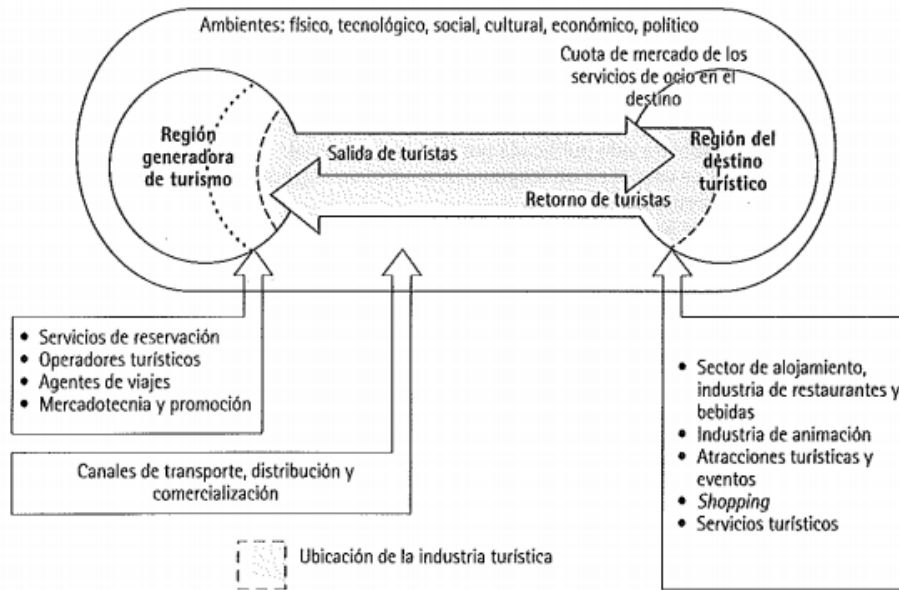 Ambientes: físico, tecnológico, social, cultural, económico, político
Cuota de mercado de los
servicios de ocio en el
destino
Región
generadora
de turismo
Salida de turistas
Retorno de turistas
Región del
destino
turístico
• Servicios de reservación
• Operadores turísticos
• Agentes de viajes
• Mercadotecnia y promoción
Canales de transporte, distribución y
comercialización
• Sector de alojamiento,
industria de restaurantes y
bebidas
• Industria de animación
• Atracciones turísticas y
eventos
• Shopping
• Servicios turísticos
Ubicación de la industria turística